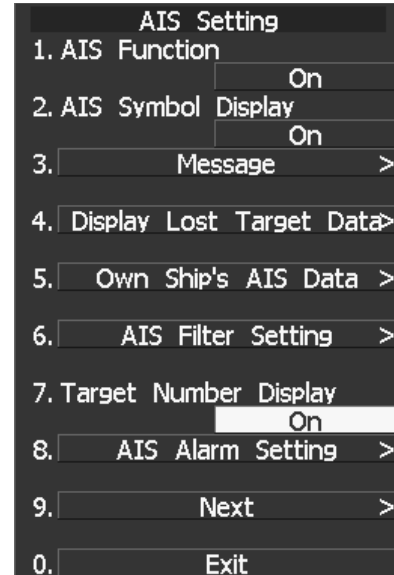 AIS Setting
1. AIS Function
On
2. AIS Symbol Display
On
3. Message >
4. Display Lost Target Data>
5. Own Ship's AIS Data >
6. AIS Filter Setting >
7. Target Number Display
On
8. AIS Alarm Setting >
9. Next >
0. Exit